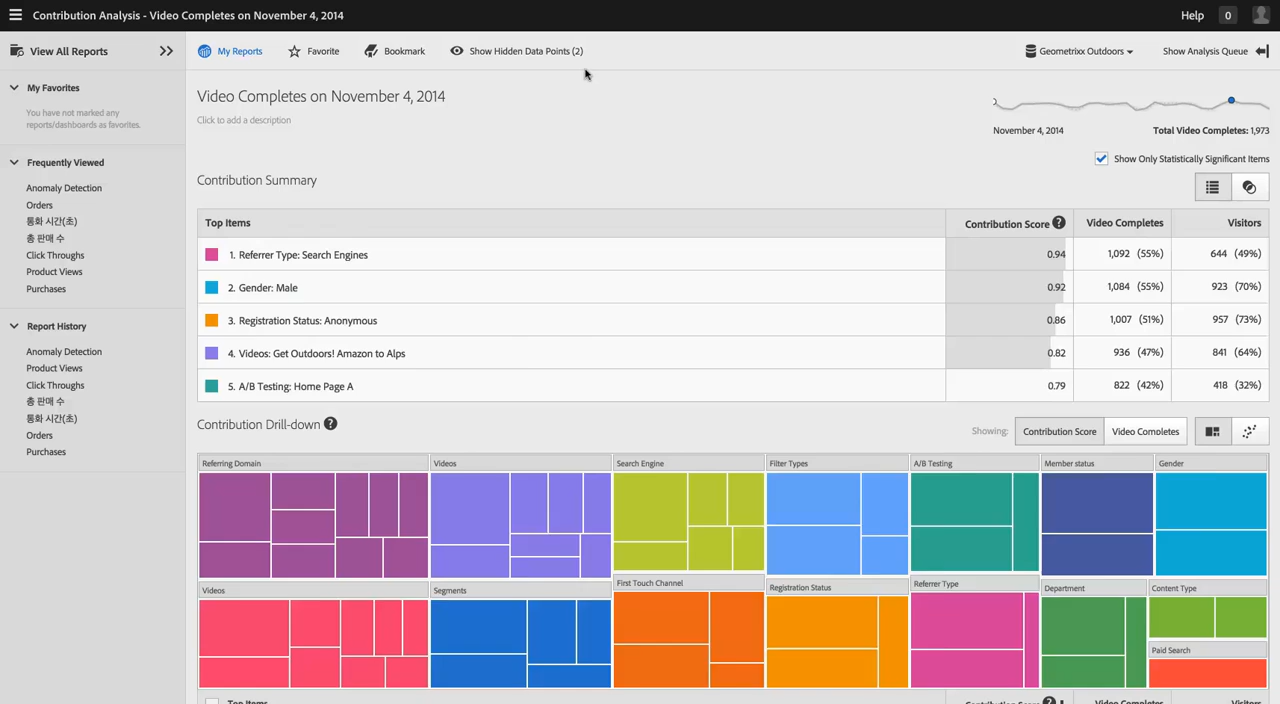 Contribution Analysis - Video Completes on November 4, 2014
Help
0
View All Reports
My Reports
Favorite
Bookmark
Show Hidden Data Points (2)
Geometrixx Outdoors
Show Analysis Queue
My Favorites
You have not marked any
reports/dashboards as favorites.
Frequently Viewed
Anomaly Detection
Orders
통화 시간(초)
총 판매 수
Click Throughs
Product Views
Purchases
Report History
Anomaly Detection
Product Views
Click Throughs
총 판매 수
통화 시간(초)
Orders
Purchases
Video Completes on November 4, 2014
Click to add a description
November 4, 2014
Total Video Completes: 1,973
Show Only Statistically Significant Items
Contribution Summary
Top Items Contribution Score ? Video Completes Visitors
1. Referrer Type: Search Engines 0.94 1,092 (55%) 644 (49%)
2. Gender: Male 0.92 1,084 (55%) 923 (70%)
3. Registration Status: Anonymous 0.86 1,007 (51%) 957 (73%)
4. Videos: Get Outdoors! Amazon to Alps 0.82 936 (47%) 841 (64%)
5. A/B Testing: Home Page A 0.79 822 (42%) 418 (32%)
Contribution Drill-down ?
Showing: Contribution Score Video Completes
Referring Domain Videos Search Engine Filter Types A/B Testing Member status Gender
Videos Segments First Touch Channel Registration Status Referrer Type Department Content Type
Paid Search
Top Items Contribution Score ? Video Completes Visitors